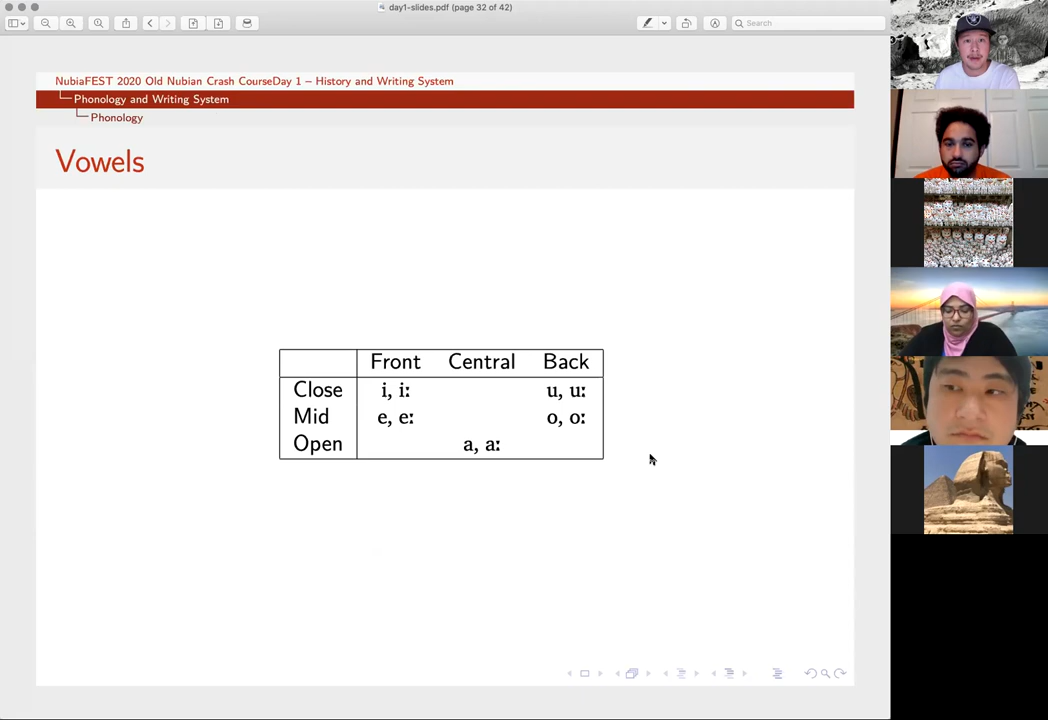 day1-slides.pdf (page 32 of 42)
Search
NubiaFEST 2020 Old Nubian Crash CourseDay 1 – History and Writing System
Phonology and Writing System
Phonology
Vowels
Front Central Back
Close i, iː u, uː
Mid e, eː o, oː
Open a, aː